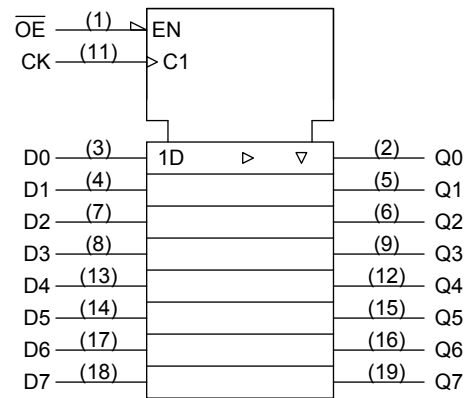 OE (1) EN
CK (11) C1
D0 (3) 1D (2) Q0
D1 (4) (5) Q1
D2 (7) (6) Q2
D3 (8) (9) Q3
D4 (13) (12) Q4
D5 (14) (15) Q5
D6 (17) (16) Q6
D7 (18) (19) Q7